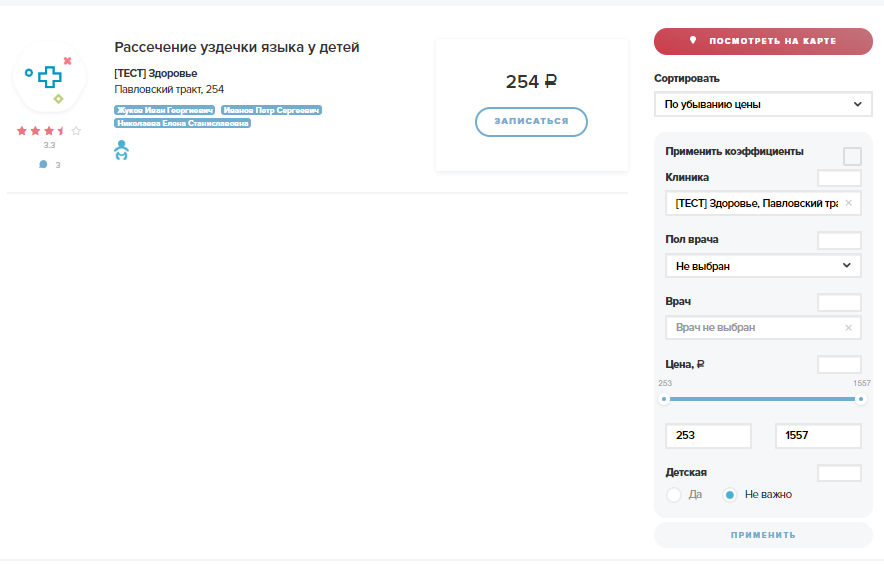 Рассечение уздечки языка у детей
[ТЕСТ] Здоровье
Павловский тракт, 254
Жуков Иван Георгиевич Иванов Петр Сергеевич
Николаева Елена Станиславовна
3.3
3
254 ₽
ЗАПИСАТЬСЯ
ПОСМОТРЕТЬ НА КАРТЕ
Сортировать
По убыванию цены
Применить коэффициенты
Клиника
[ТЕСТ] Здоровье, Павловский тра
Пол врача
Не выбран
Врач
Врач не выбран
Цена, ₽
253 1557
253 1557
Детская
Да Не важно
ПРИМЕНИТЬ